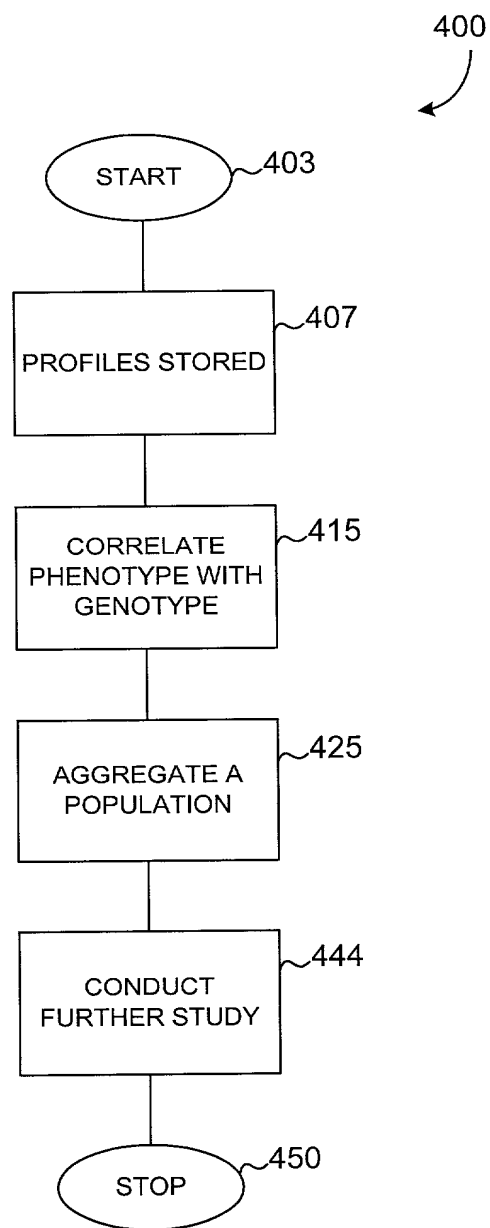 400
START
403
PROFILES STORED
407
CORRELATE
PHENOTYPE WITH
GENOTYPE
415
AGGREGATE A
POPULATION
425
CONDUCT
FURTHER STUDY
444
STOP
450